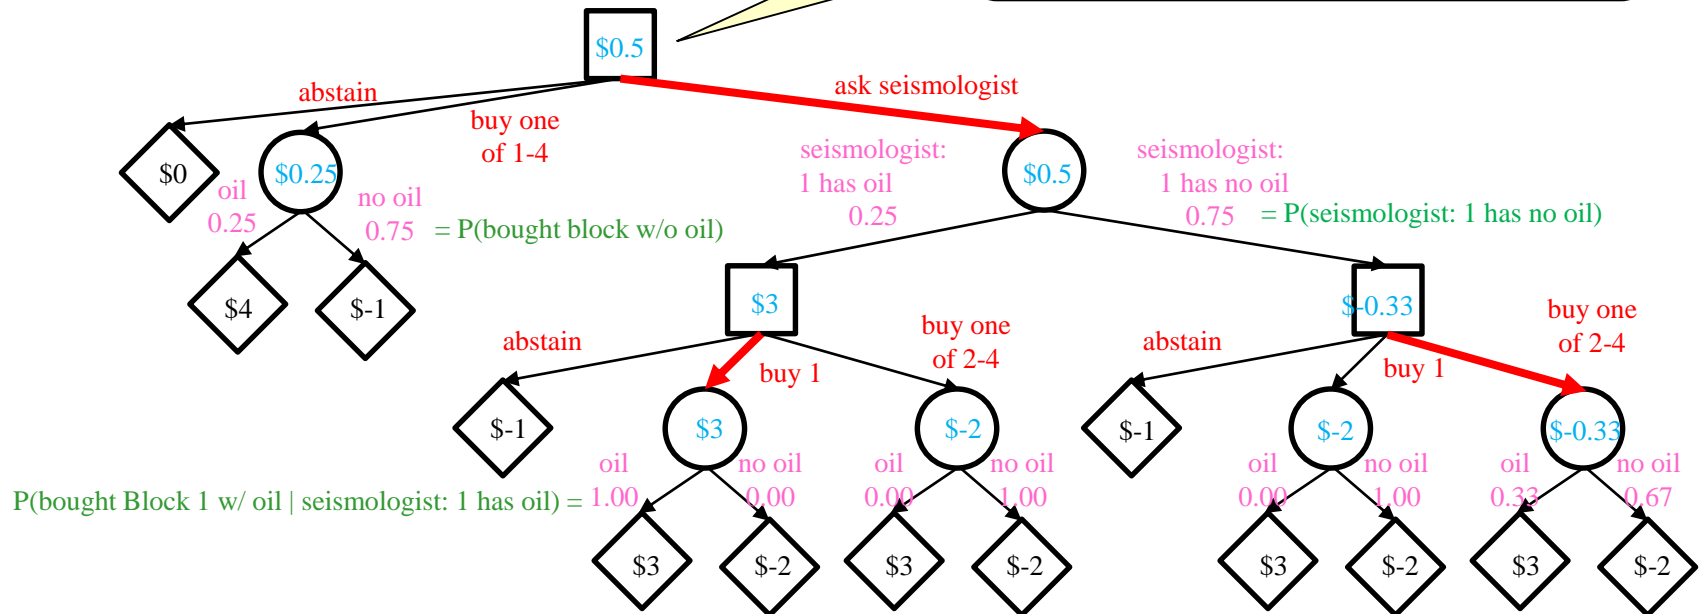 $0.5
abstain
ask seismologist
buy one
of 1-4
$0
$0.25
oil
0.25
no oil
0.75
= P(bought block w/o oil)
seismologist:
1 has oil
0.25
$0.5
seismologist:
1 has no oil
0.75
= P(seismologist: 1 has no oil)
$4
$-1
$3
$-0.33
abstain
buy 1
buy one
of 2-4
abstain
buy 1
buy one
of 2-4
$-1
$3
$-2
$-1
$-2
$-0.33
P(bought Block 1 w/ oil | seismologist: 1 has oil) =
oil
1.00
no oil
0.00
oil
0.00
no oil
1.00
oil
0.00
no oil
1.00
oil
0.33
no oil
0.67
$3
$-2
$3
$-2
$3
$-2
$3
$-2